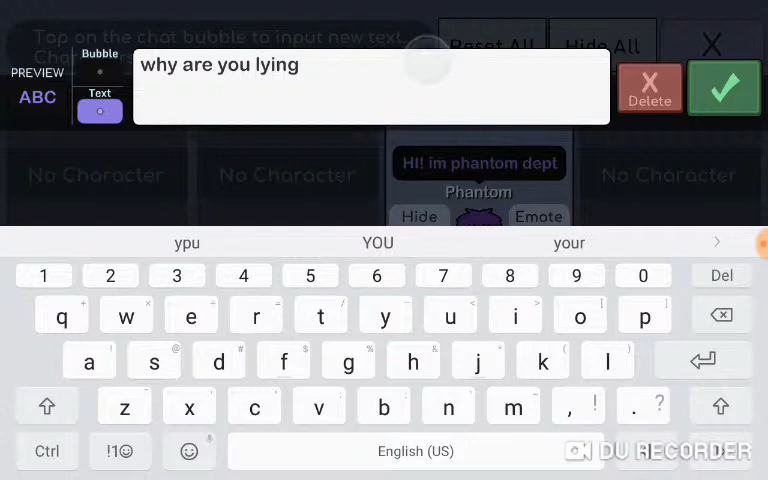 Tap on the chat bubble to input new text.
Reset All
Hide All
X
PREVIEW
ABC
Bubble
Text
why are you lying
X
Delete
No Character
No Character
HI! im phantom dept
Phantom
Hide
Emote
No Character
ypu
YOU
your
1 2 3 4 5 6 7 8 9 0 Del
q w e r t y u i o p
a s d f g h j k l
z x c v b n m , ! . ?
Ctrl
!1☺
English (US)
DU RECORDER